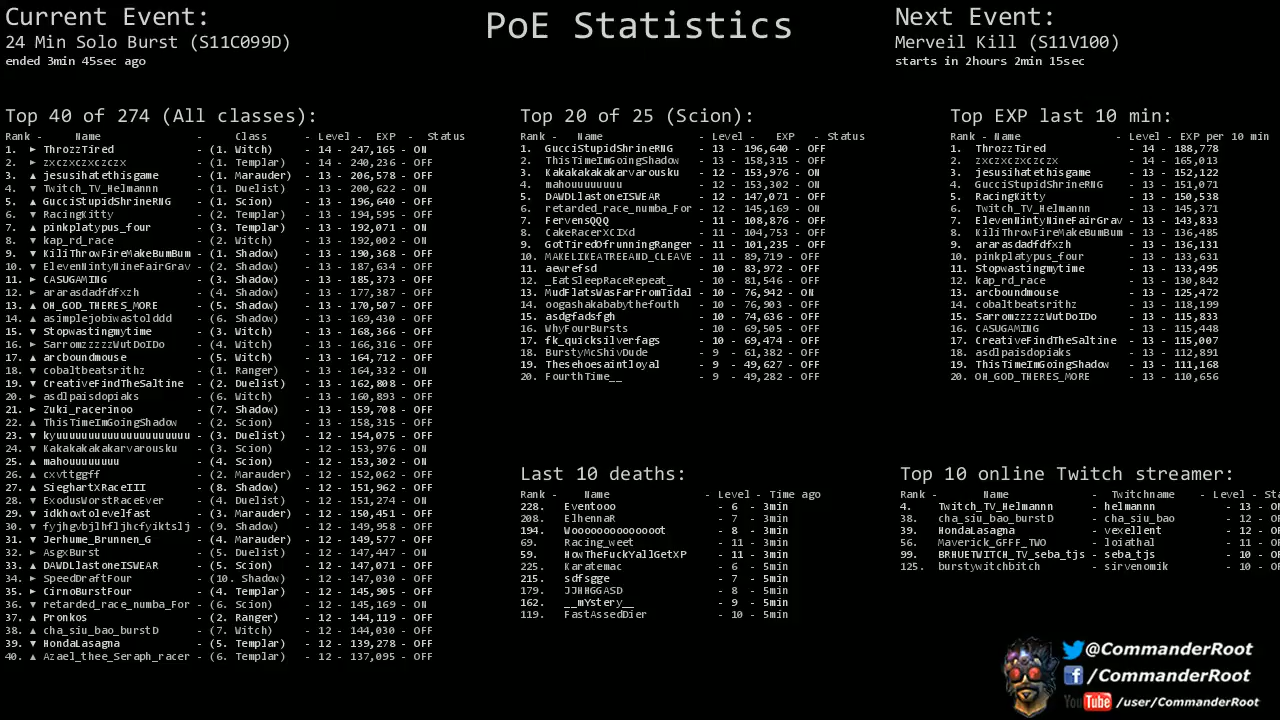 Current Event:
24 Min Solo Burst (S11C099D)
ended 3min 45sec ago
PoE Statistics
Next Event:
Merveil Kill (S11V100)
starts in 2hours 2min 15sec
Top 40 of 274 (All classes):
Rank - Name - Class - Level - EXP - Status
1. ► ThrozzTired - (1. Witch) - 14 - 247,165 - ON
2. ► zxczxczxczczx - (1. Templar) - 14 - 240,236 - OFF
3. ▲ jesusihatethisgame - (1. Marauder) - 13 - 206,578 - OFF
4. ▼ Twitch_TV_Helmannn - (1. Duelist) - 13 - 200,622 - ON
5. ▲ GucciStupidShrineRNG - (1. Scion) - 13 - 196,640 - OFF
6. ▼ RacingKitty - (2. Templar) - 13 - 194,595 - OFF
7. ▲ pinkplatypus_four - (3. Templar) - 13 - 192,071 - ON
8. ▼ kap_rd_race - (2. Witch) - 13 - 192,002 - ON
9. ▼ KiliThrowFireMakeBumBum - (1. Shadow) - 13 - 190,368 - OFF
10. ▼ ElevenNintyNineFairGrav - (2. Shadow) - 13 - 187,634 - OFF
11. ► CASUGAMING - (3. Shadow) - 13 - 185,373 - OFF
12. ► ararasdadfdfxzh - (4. Shadow) - 13 - 177,387 - OFF
13. ▲ OH_GOD_THERES_MORE - (5. Shadow) - 13 - 170,507 - OFF
14. ▲ asimplejobiwastolddd - (6. Shadow) - 13 - 169,430 - OFF
15. ▼ Stopwastingmytime - (3. Witch) - 13 - 168,366 - OFF
16. ► SarromzzzzzWutDoIDo - (4. Witch) - 13 - 166,316 - OFF
17. ▲ arcboundmouse - (5. Witch) - 13 - 164,712 - OFF
18. ▼ cobaltbeatsrithz - (1. Ranger) - 13 - 164,332 - ON
19. ▼ CreativeFindTheSaltine - (2. Duelist) - 13 - 162,808 - OFF
20. ► asdlpaisdopiaks - (6. Witch) - 13 - 160,893 - OFF
21. ► Zuki_racerinoo - (7. Shadow) - 13 - 159,708 - OFF
22. ▲ ThisTimeImGoingShadow - (2. Scion) - 13 - 158,315 - OFF
23. ▼ kyuuuuuuuuuuuuuuuuuuuuu - (3. Duelist) - 12 - 154,075 - OFF
24. ▼ Kakakakakakarvarousku - (3. Scion) - 12 - 153,976 - ON
25. ▲ mahouuuuuuuu - (4. Scion) - 12 - 153,302 - ON
26. ▲ cxvttggff - (2. Marauder) - 12 - 152,062 - OFF
27. ▲ SieghartXRaceIII - (8. Shadow) - 12 - 151,962 - OFF
28. ▼ ExodusWorstRaceEver - (4. Duelist) - 12 - 151,274 - ON
29. ▼ idkhowtolevelfast - (3. Marauder) - 12 - 150,451 - OFF
30. ▼ fyjhgvbjlhfljhcfyiktslj - (9. Shadow) - 12 - 149,958 - OFF
31. ▲ Jerhume_Brunnen_G - (4. Marauder) - 12 - 149,577 - OFF
32. ► AsgxBurst - (5. Duelist) - 12 - 147,447 - ON
33. ▲ DAWDLlastoneISWEAR - (5. Scion) - 12 - 147,071 - OFF
34. ► SpeedDraftFour - (10. Shadow) - 12 - 147,030 - OFF
35. ► CirnoBurstFour - (4. Templar) - 12 - 145,905 - OFF
36. ▼ retarded_race_numba_For - (6. Scion) - 12 - 145,169 - ON
37. ▲ Pronkos - (2. Ranger) - 12 - 144,119 - OFF
38. ▲ cha_siu_bao_burstD - (7. Witch) - 12 - 144,030 - OFF
39. ▼ HondaLasagna - (5. Templar) - 12 - 139,278 - OFF
40. ▲ Azael_thee_Seraph_racer - (6. Templar) - 12 - 137,095 - OFF
Top 20 of 25 (Scion):
Rank - Name - Level - EXP - Status
1. GucciStupidShrineRNG - 13 - 196,640 - OFF
2. ThisTimeImGoingShadow - 13 - 158,315 - OFF
3. Kakakakakakarvarousku - 12 - 153,976 - ON
4. mahouuuuuuuu - 12 - 153,302 - ON
5. DAWDLlastoneISWEAR - 12 - 147,071 - OFF
6. retarded_race_numba_For - 12 - 145,169 - ON
7. FervensQQQ - 11 - 108,876 - OFF
8. CakeRacerXCIXd - 11 - 104,753 - OFF
9. GotTiredOfrunningRanger - 11 - 101,235 - OFF
10. MAKELIKEATREEAND_CLEAVE - 11 - 89,719 - OFF
11. aewrefsd - 10 - 83,972 - OFF
12. _EatSleepRaceRepeat_ - 10 - 81,546 - OFF
13. MudFlatsWasFarFromTidal - 10 - 76,942 - ON
14. oogashakababythefouth - 10 - 76,903 - OFF
15. asdgfadsfgh - 10 - 74,636 - OFF
16. WhyFourBursts - 10 - 69,505 - OFF
17. fk_quicksilverfags - 10 - 69,474 - OFF
18. BurstyMcShivDude - 9 - 61,382 - OFF
19. Thesehoesaintloyal - 9 - 49,627 - OFF
20. FourthTime__ - 9 - 49,282 - OFF
Top EXP last 10 min:
Rank - Name - Level - EXP per 10 min
1. ThrozzTired - 14 - 188,778
2. zxczxczxczczx - 14 - 165,013
3. jesusihatethisgame - 13 - 152,122
4. GucciStupidShrineRNG - 13 - 151,071
5. RacingKitty - 13 - 150,538
6. Twitch_TV_Helmannn - 13 - 145,371
7. ElevenNintyNineFairGrav - 13 - 143,833
8. KiliThrowFireMakeBumBum - 13 - 136,485
9. ararasdadfdfxzh - 13 - 136,131
10. pinkplatypus_four - 13 - 133,631
11. Stopwastingmytime - 13 - 133,495
12. kap_rd_race - 13 - 130,842
13. arcboundmouse - 13 - 125,472
14. cobaltbeatsrithz - 13 - 118,199
15. SarromzzzzzWutDoIDo - 13 - 115,833
16. CASUGAMING - 13 - 115,448
17. CreativeFindTheSaltine - 13 - 115,007
18. asdlpaisdopiaks - 13 - 112,891
19. ThisTimeImGoingShadow - 13 - 111,168
20. OH_GOD_THERES_MORE - 13 - 110,656
Last 10 deaths:
Rank - Name - Level - Time ago
228. Eventooo - 6 - 3min
208. ElhennaR - 7 - 3min
194. Woooooooooooooot - 8 - 3min
69. Racing_weet - 11 - 3min
59. HowTheFuckYallGetXP - 11 - 3min
225. Karatemac - 6 - 5min
215. sdfsgge - 7 - 5min
179. JJHHGGASD - 8 - 5min
162. __mYstery__ - 9 - 5min
119. FastAssedDier - 10 - 5min
Top 10 online Twitch streamer:
Rank - Name - Twitchname - Level - Sta
4. Twitch_TV_Helmannn - helmannn - 13 - ON
38. cha_siu_bao_burstD - cha_siu_bao - 12 - OF
39. HondaLasagna - vexellent - 12 - OF
56. Maverick_GFFF_TWO - loiathal - 11 - OF
99. BRHUETWITCH_TV_seba_tjs - seba_tjs - 10 - OF
125. burstywitchbitch - sirvenomik - 10 - OF
@CommanderRoot
/CommanderRoot
YouTube /user/CommanderRoot